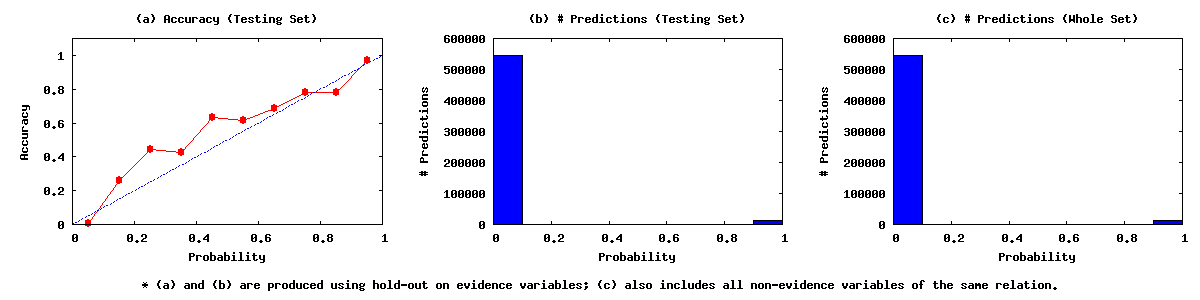 (a) Accuracy (Testing Set)
(b) # Predictions (Testing Set)
(c) # Predictions (Whole Set)
1
0.8
0.6
0.4
0.2
0
Accuracy
0 0.2 0.4 0.6 0.8 1
Probability
600000
500000
400000
300000
200000
100000
0
# Predictions
0 0.2 0.4 0.6 0.8 1
Probability
600000
500000
400000
300000
200000
100000
0
# Predictions
0 0.2 0.4 0.6 0.8 1
Probability
* (a) and (b) are produced using hold-out on evidence variables; (c) also includes all non-evidence variables of the same relation.